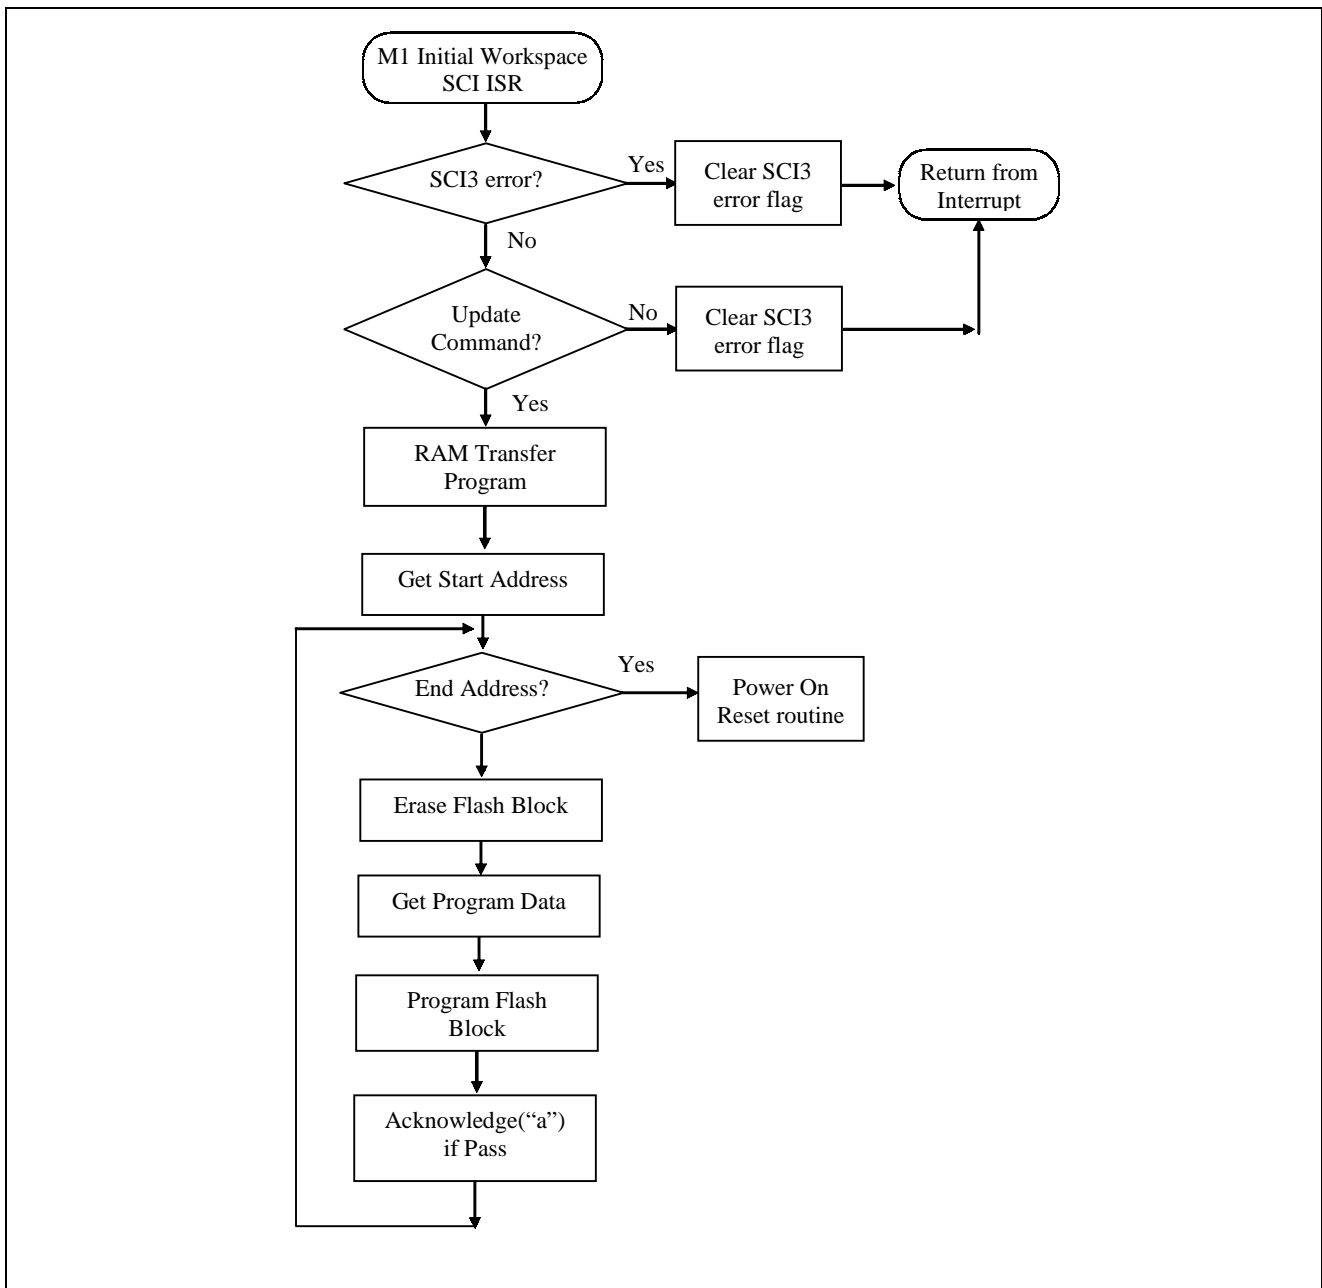 M1 Initial Workspace
SCI ISR
SCI3 error?
Yes
Clear SCI3
error flag
Return from
Interrupt
No
Update
Command?
No
Clear SCI3
error flag
Yes
RAM Transfer
Program
Get Start Address
End Address?
Yes
Power On
Reset routine
Erase Flash Block
Get Program Data
Program Flash
Block
Acknowledge(“a”)
if Pass